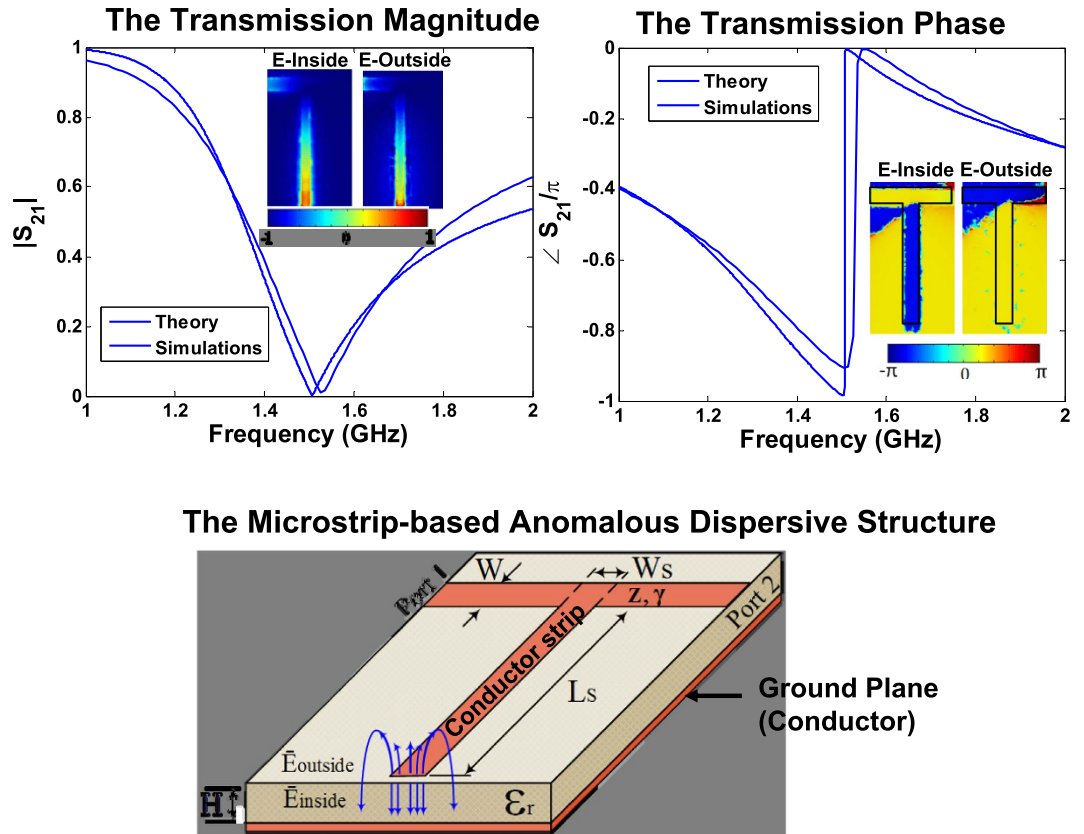 The Transmission Magnitude
1
0.8
0.6
0.4
0.2
0
|S21|
E-Inside E-Outside
-1 0 1
Theory
Simulations
1 1.2 1.4 1.6 1.8 2
Frequency (GHz)
The Transmission Phase
0
-0.2
-0.4
-0.6
-0.8
-1
∠ S21/π
Theory
Simulations
E-Inside E-Outside
-π 0 π
1 1.2 1.4 1.6 1.8 2
Frequency (GHz)
The Microstrip-based Anomalous Dispersive Structure
Port 1
W
Ws
z, γ
Port 2
Conductor strip
Ls
Ground Plane
(Conductor)
Ēoutside
Ēinside
H
εr